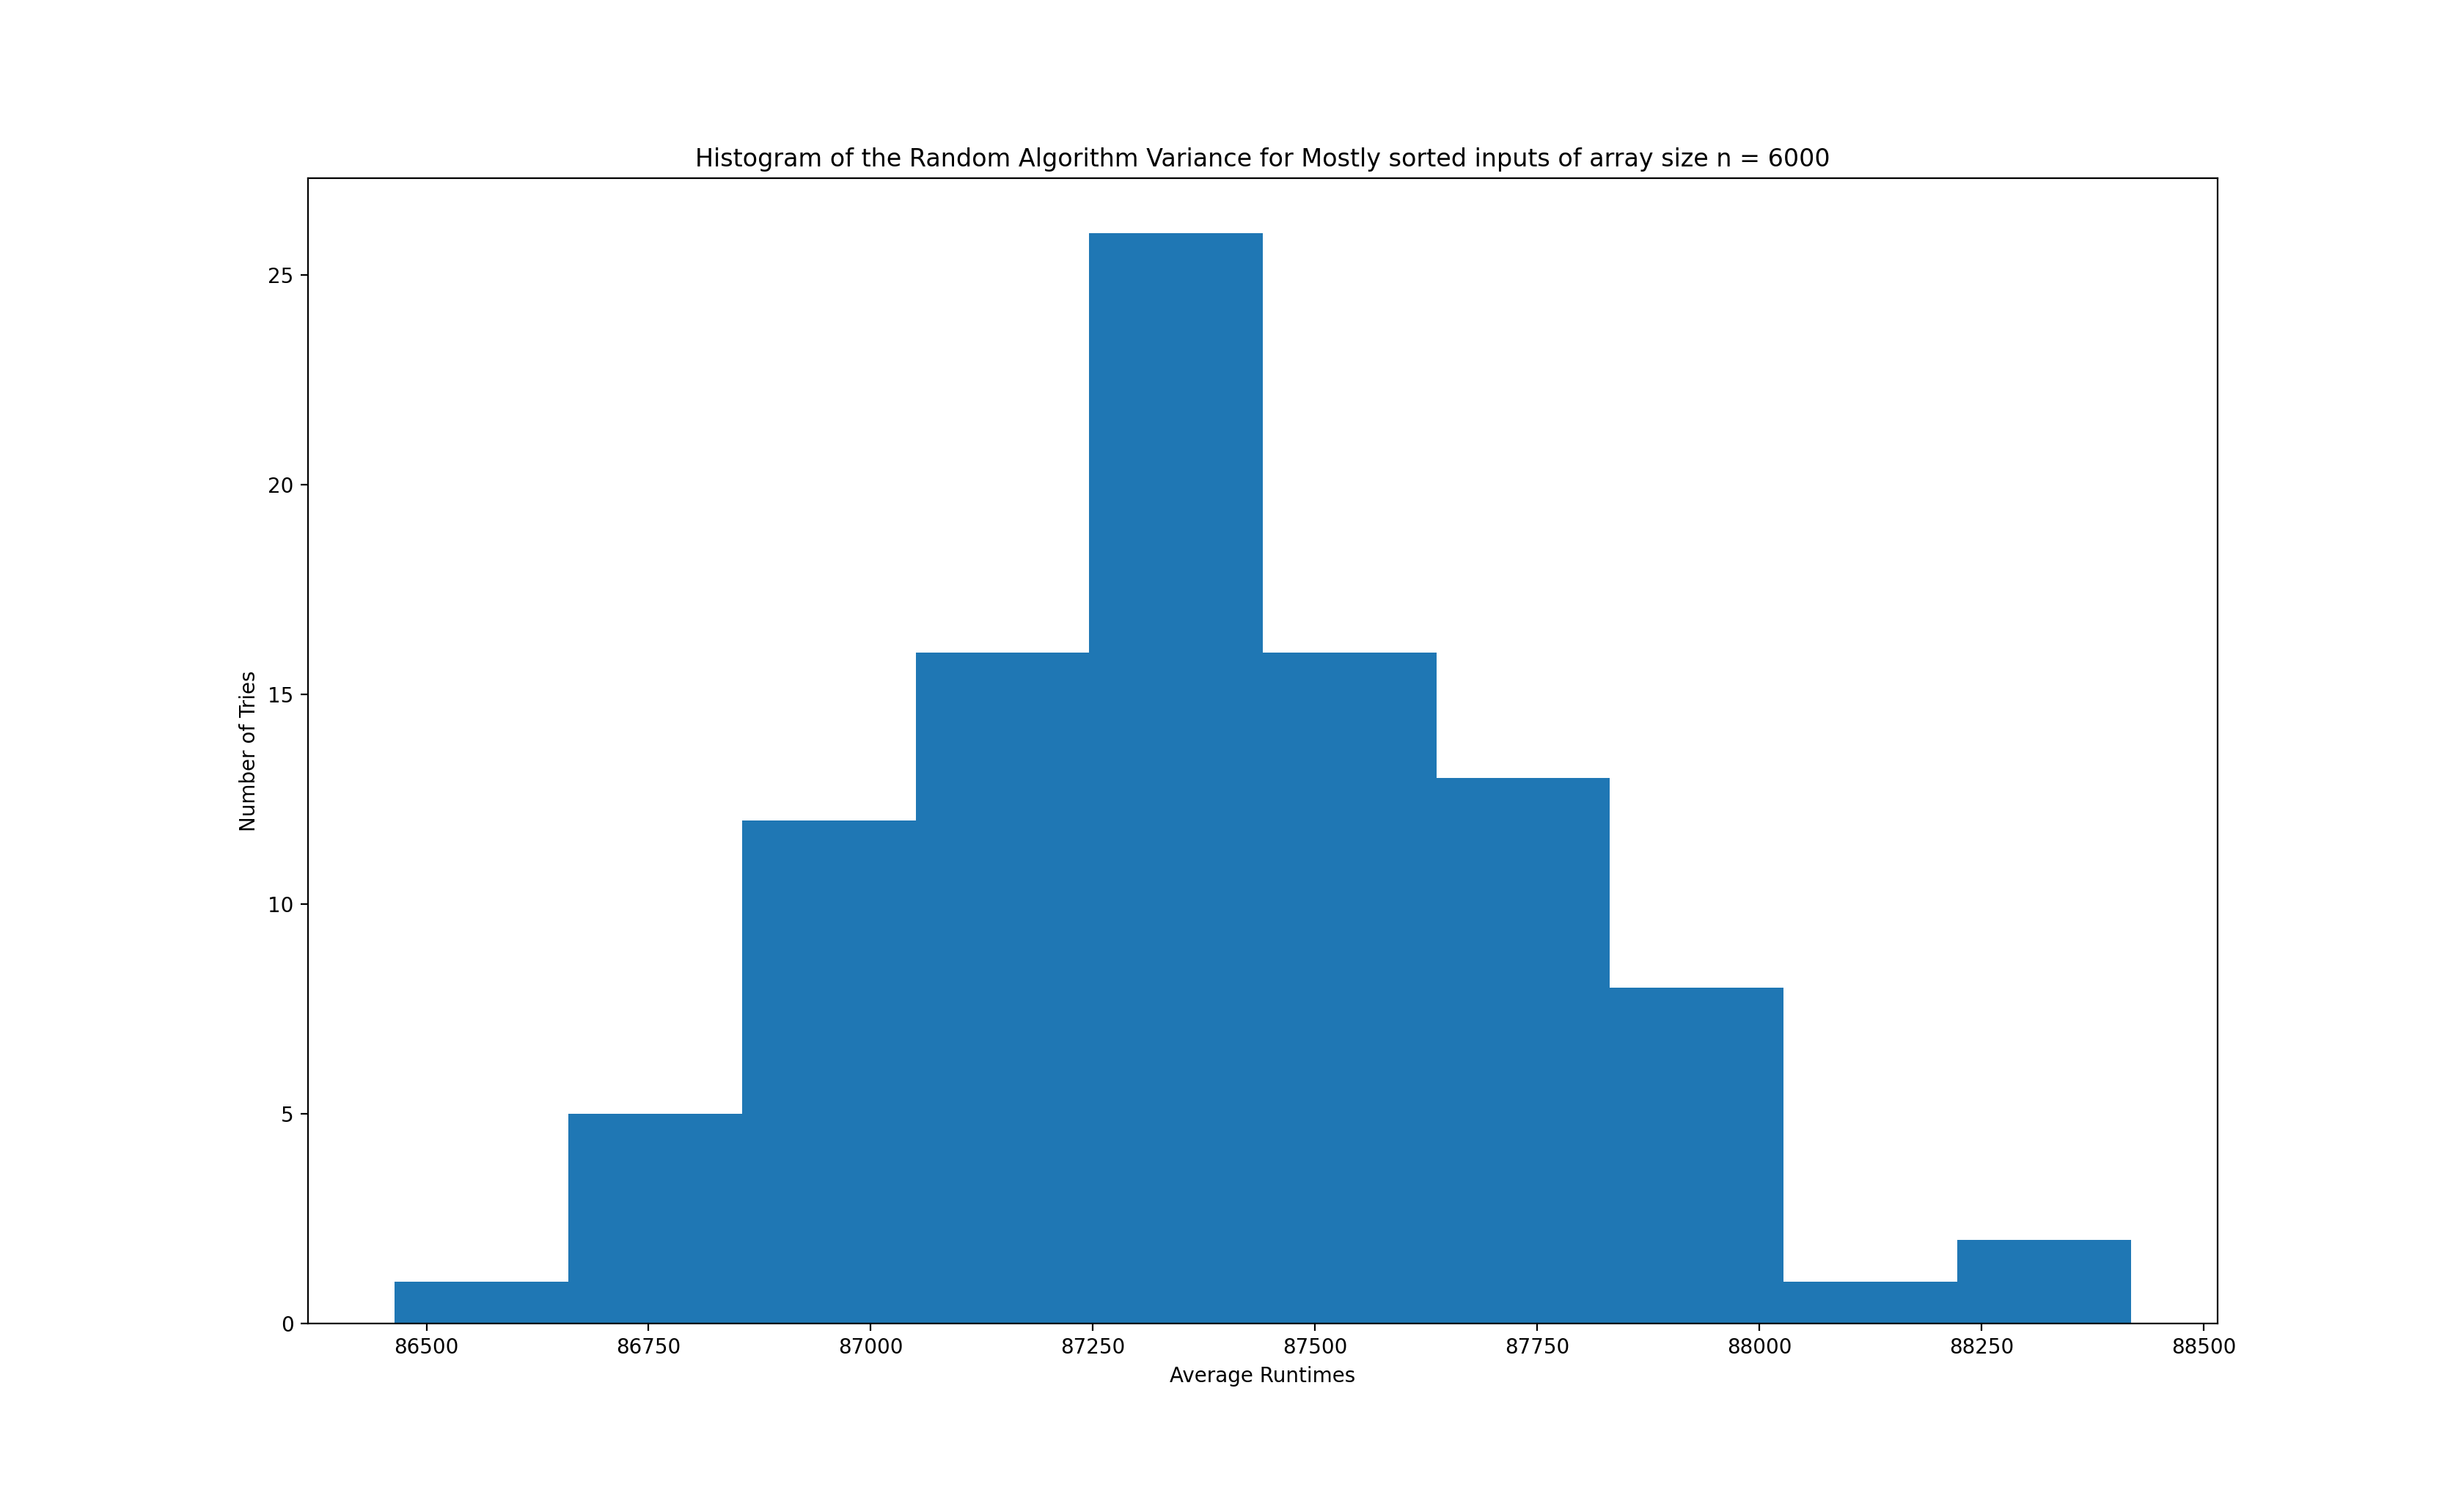 Histogram of the Random Algorithm Variance for Mostly sorted inputs of array size n = 6000
25
20
15
10
5
0
Number of Tries
86500 86750 87000 87250 87500 87750 88000 88250 88500
Average Runtimes